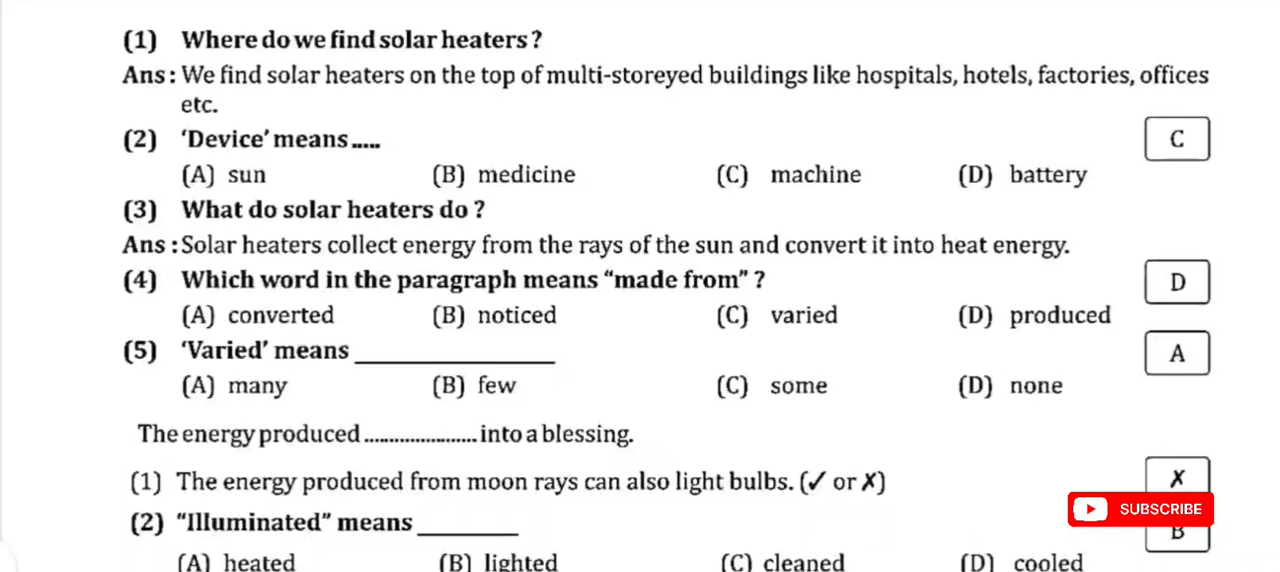 (1) Where do we find solar heaters ?
Ans : We find solar heaters on the top of multi-storeyed buildings like hospitals, hotels, factories, offices
etc.
(2) ‘Device’ means ..... C
(A) sun (B) medicine (C) machine (D) battery
(3) What do solar heaters do ?
Ans : Solar heaters collect energy from the rays of the sun and convert it into heat energy.
(4) Which word in the paragraph means “made from” ? D
(A) converted (B) noticed (C) varied (D) produced
(5) ‘Varied’ means ____________________ A
(A) many (B) few (C) some (D) none
The energy produced ....................... into a blessing.
(1) The energy produced from moon rays can also light bulbs. (✓ or ✗) ✗
SUBSCRIBE
(2) “Illuminated” means __________ B
(A) heated (B) lighted (C) cleaned (D) cooled